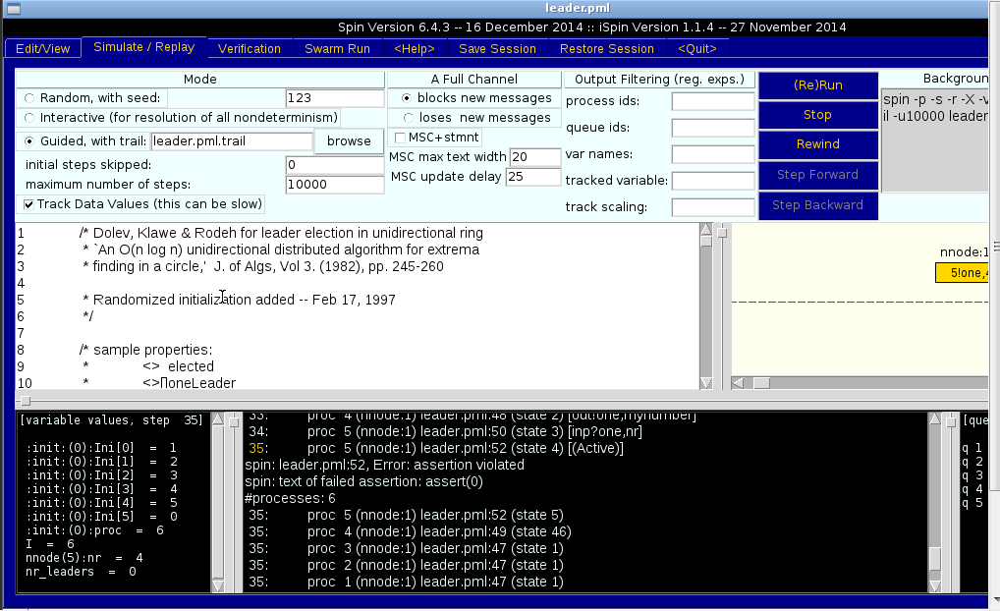 leader.pml
Spin Version 6.4.3 -- 16 December 2014 :: iSpin Version 1.1.4 -- 27 November 2014
Edit/View Simulate / Replay Verification Swarm Run <Help> Save Session Restore Session <Quit>
Mode
Random, with seed: 123
Interactive (for resolution of all nondeterminism)
Guided, with trail: leader.pml.trail browse
initial steps skipped: 0
maximum number of steps: 10000
Track Data Values (this can be slow)
A Full Channel
blocks new messages
loses new messages
MSC+stmnt
MSC max text width 20
MSC update delay 25
Output Filtering (reg. exps.)
process ids:
queue ids:
var names:
tracked variable:
track scaling:
(Re)Run
Stop
Rewind
Step Forward
Step Backward
Backgroun
spin -p -s -r -X -v
il -u10000 leader
1 /* Dolev, Klawe & Rodeh for leader election in unidirectional ring
2 * `An O(n log n) unidirectional distributed algorithm for extrema
3 * finding in a circle,' J. of Algs, Vol 3. (1982), pp. 245-260
4
5 * Randomized initialization added -- Feb 17, 1997
6 */
7
8 /* sample properties:
9 * <> elected
10 * <>[]oneLeader
nnode:1
5!one,4
[variable values, step 35]
:init:(0):Ini[0] = 1
:init:(0):Ini[1] = 2
:init:(0):Ini[2] = 3
:init:(0):Ini[3] = 4
:init:(0):Ini[4] = 5
:init:(0):Ini[5] = 0
:init:(0):proc = 6
I = 6
nnode(5):nr = 4
nr_leaders = 0
33: proc 4 (nnode:1) leader.pml:48 (state 2) [out!one,mynumber]
34: proc 5 (nnode:1) leader.pml:50 (state 3) [inp?one,nr]
35: proc 5 (nnode:1) leader.pml:52 (state 4) [(Active)]
spin: leader.pml:52, Error: assertion violated
spin: text of failed assertion: assert(0)
#processes: 6
35: proc 5 (nnode:1) leader.pml:52 (state 5)
35: proc 4 (nnode:1) leader.pml:49 (state 46)
35: proc 3 (nnode:1) leader.pml:47 (state 1)
35: proc 2 (nnode:1) leader.pml:47 (state 1)
35: proc 1 (nnode:1) leader.pml:47 (state 1)
[que
q 1
q 2
q 3
q 4
q 5